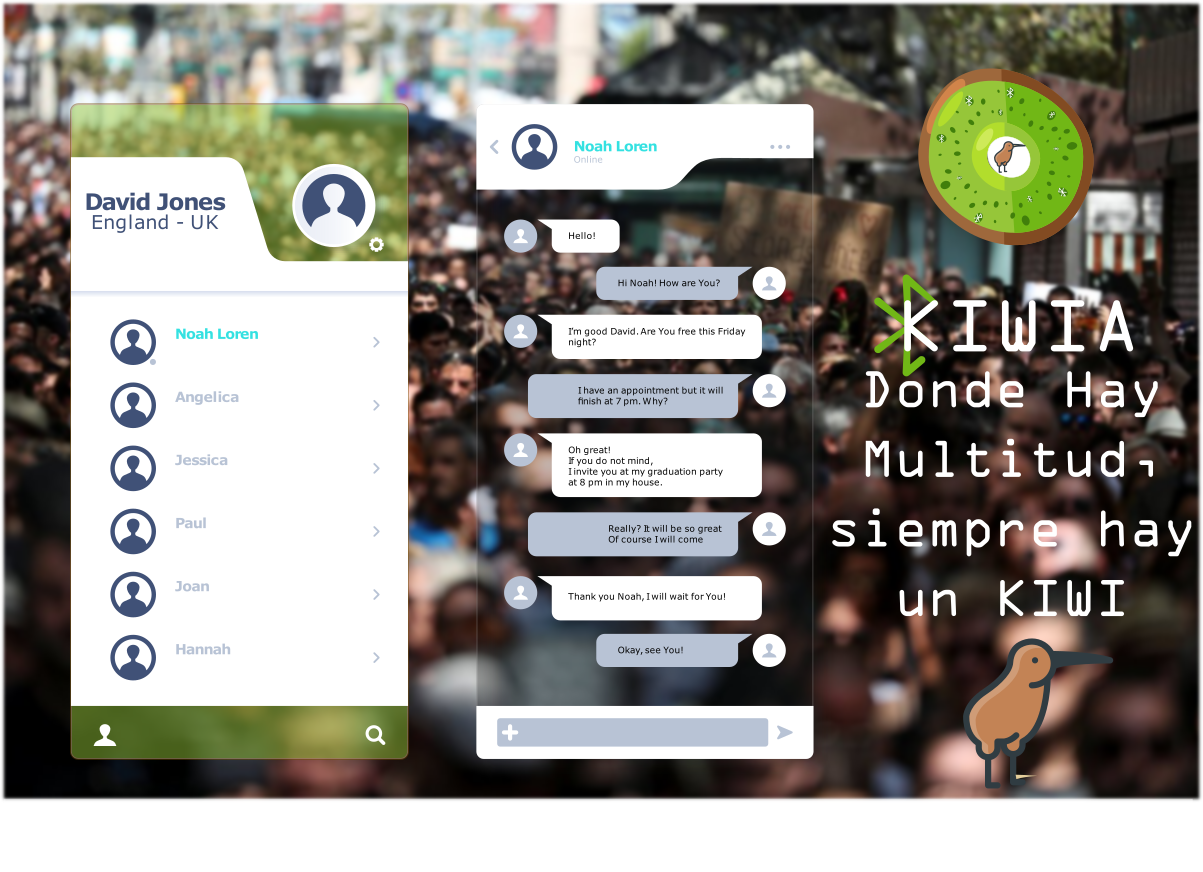 David Jones
England - UK
Noah Loren
Angelica
Jessica
Paul
Joan
Hannah
Noah Loren
Online
Hello!
Hi Noah! How are You?
I'm good David. Are You free this Friday
night?
I have an appointment but it will
finish at 7 pm. Why?
Oh great!
If you do not mind,
I invite you at my graduation party
at 8 pm in my house.
Really? It will be so great
Of course I will come
Thank you Noah, I will wait for You!
Okay, see You!
KIWIA
Donde Hay
Multitud,
siempre hay
un KIWI